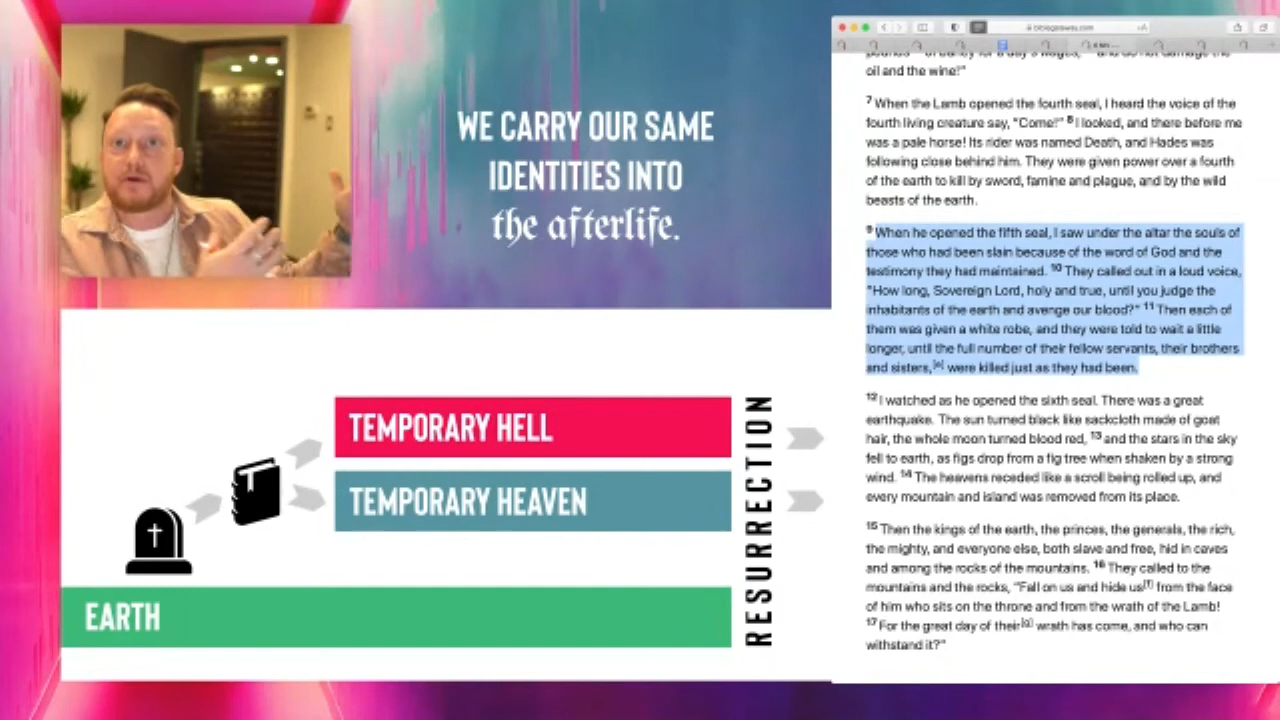 WE CARRY OUR SAME
IDENTITIES INTO
the afterlife.
TEMPORARY HELL
TEMPORARY HEAVEN
EARTH
RESURRECTION
biblegateway.com
oil and the wine!”
7 When the Lamb opened the fourth seal, I heard the voice of the
fourth living creature say, “Come!” 8 I looked, and there before me
was a pale horse! Its rider was named Death, and Hades was
following close behind him. They were given power over a fourth
of the earth to kill by sword, famine and plague, and by the wild
beasts of the earth.
9 When he opened the fifth seal, I saw under the altar the souls of
those who had been slain because of the word of God and the
testimony they had maintained. 10 They called out in a loud voice,
“How long, Sovereign Lord, holy and true, until you judge the
inhabitants of the earth and avenge our blood?” 11 Then each of
them was given a white robe, and they were told to wait a little
longer, until the full number of their fellow servants, their brothers
and sisters,[e] were killed just as they had been.
12 I watched as he opened the sixth seal. There was a great
earthquake. The sun turned black like sackcloth made of goat
hair, the whole moon turned blood red, 13 and the stars in the sky
fell to earth, as figs drop from a fig tree when shaken by a strong
wind. 14 The heavens receded like a scroll being rolled up, and
every mountain and island was removed from its place.
15 Then the kings of the earth, the princes, the generals, the rich,
the mighty, and everyone else, both slave and free, hid in caves
and among the rocks of the mountains. 16 They called to the
mountains and the rocks, “Fall on us and hide us[f] from the face
of him who sits on the throne and from the wrath of the Lamb!
17 For the great day of their[g] wrath has come, and who can
withstand it?”